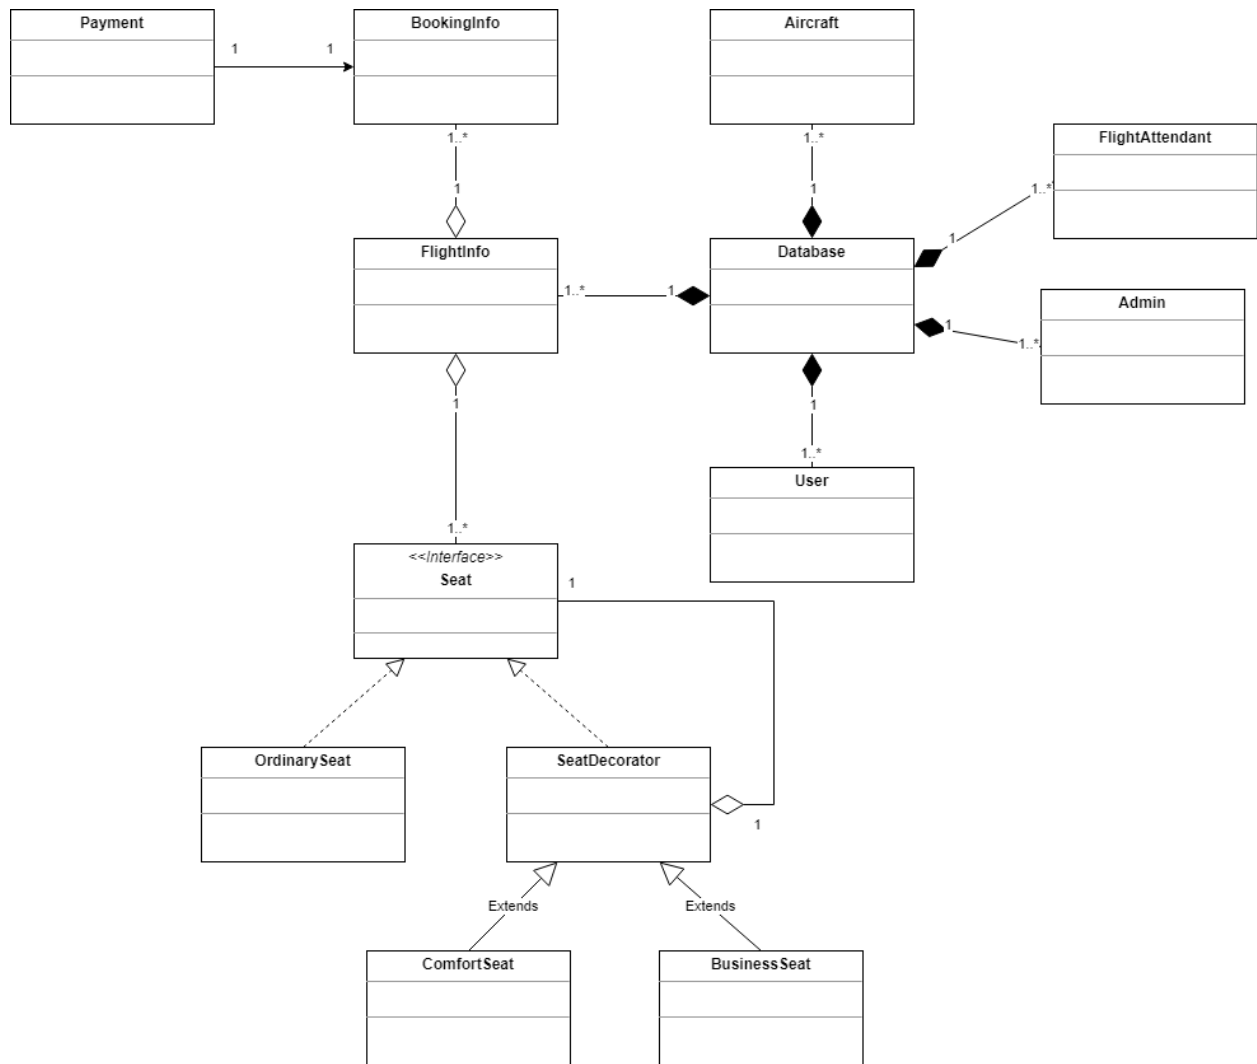 Payment
BookingInfo
Aircraft
1
1
1..*
1..*
FlightAttendant
1
1
1..*
1
FlightInfo
Database
1..*
1
1
1..*
Admin
1
1
1..*
User
1..*
<<Interface>>
Seat
1
OrdinarySeat
SeatDecorator
1
Extends
Extends
ComfortSeat
BusinessSeat